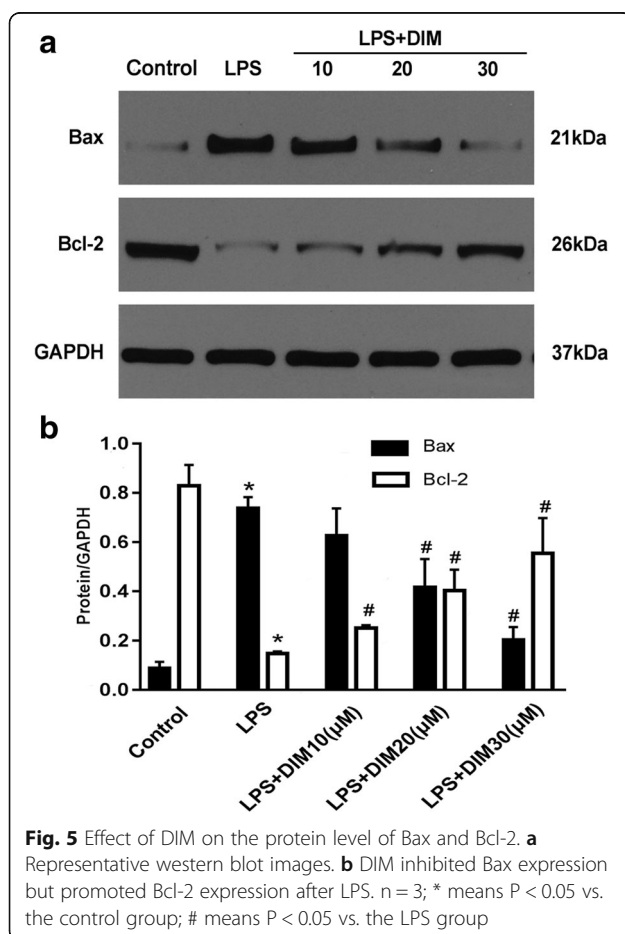 a
LPS+DIM
Control LPS 10 20 30
Bax 21kDa
Bcl-2 26kDa
GAPDH 37kDa
b
Bax
Bcl-2
Protein/GAPDH
1.0
0.8
0.6
0.4
0.2
0.0
*
*
#
#
#
#
#
Control
LPS
LPS+DIM10(μM)
LPS+DIM20(μM)
LPS+DIM30(μM)
Fig. 5 Effect of DIM on the protein level of Bax and Bcl-2. a
Representative western blot images. b DIM inhibited Bax expression
but promoted Bcl-2 expression after LPS. n = 3; * means P < 0.05 vs.
the control group; # means P < 0.05 vs. the LPS group